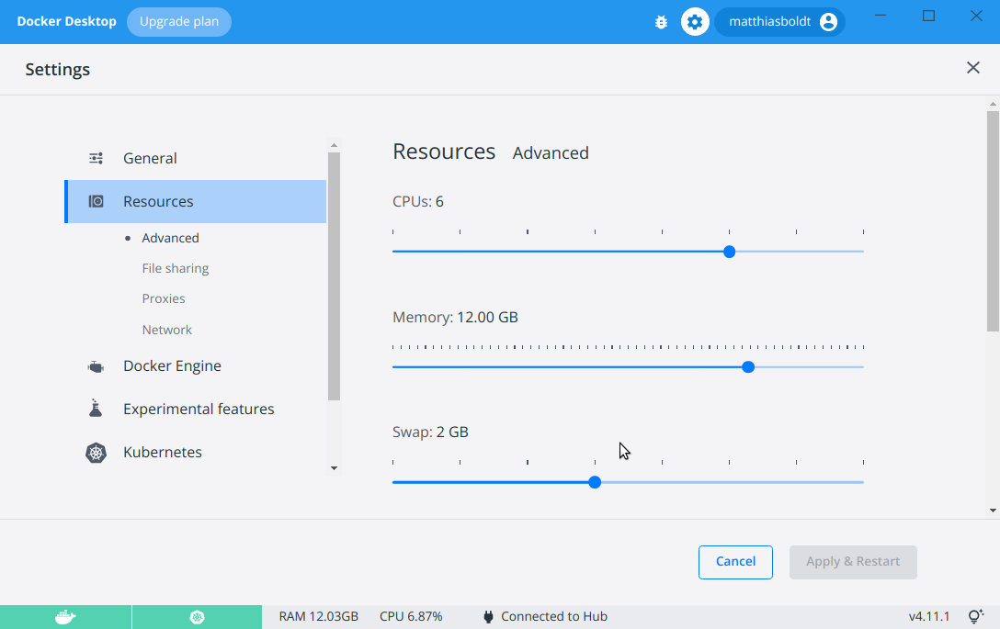 Docker Desktop Upgrade plan matthiasboldt
Settings
General
Resources
Advanced
File sharing
Proxies
Network
Docker Engine
Experimental features
Kubernetes
Resources Advanced
CPUs: 6
Memory: 12.00 GB
Swap: 2 GB
Cancel Apply & Restart
RAM 12.03GB CPU 6.87% Connected to Hub v4.11.1